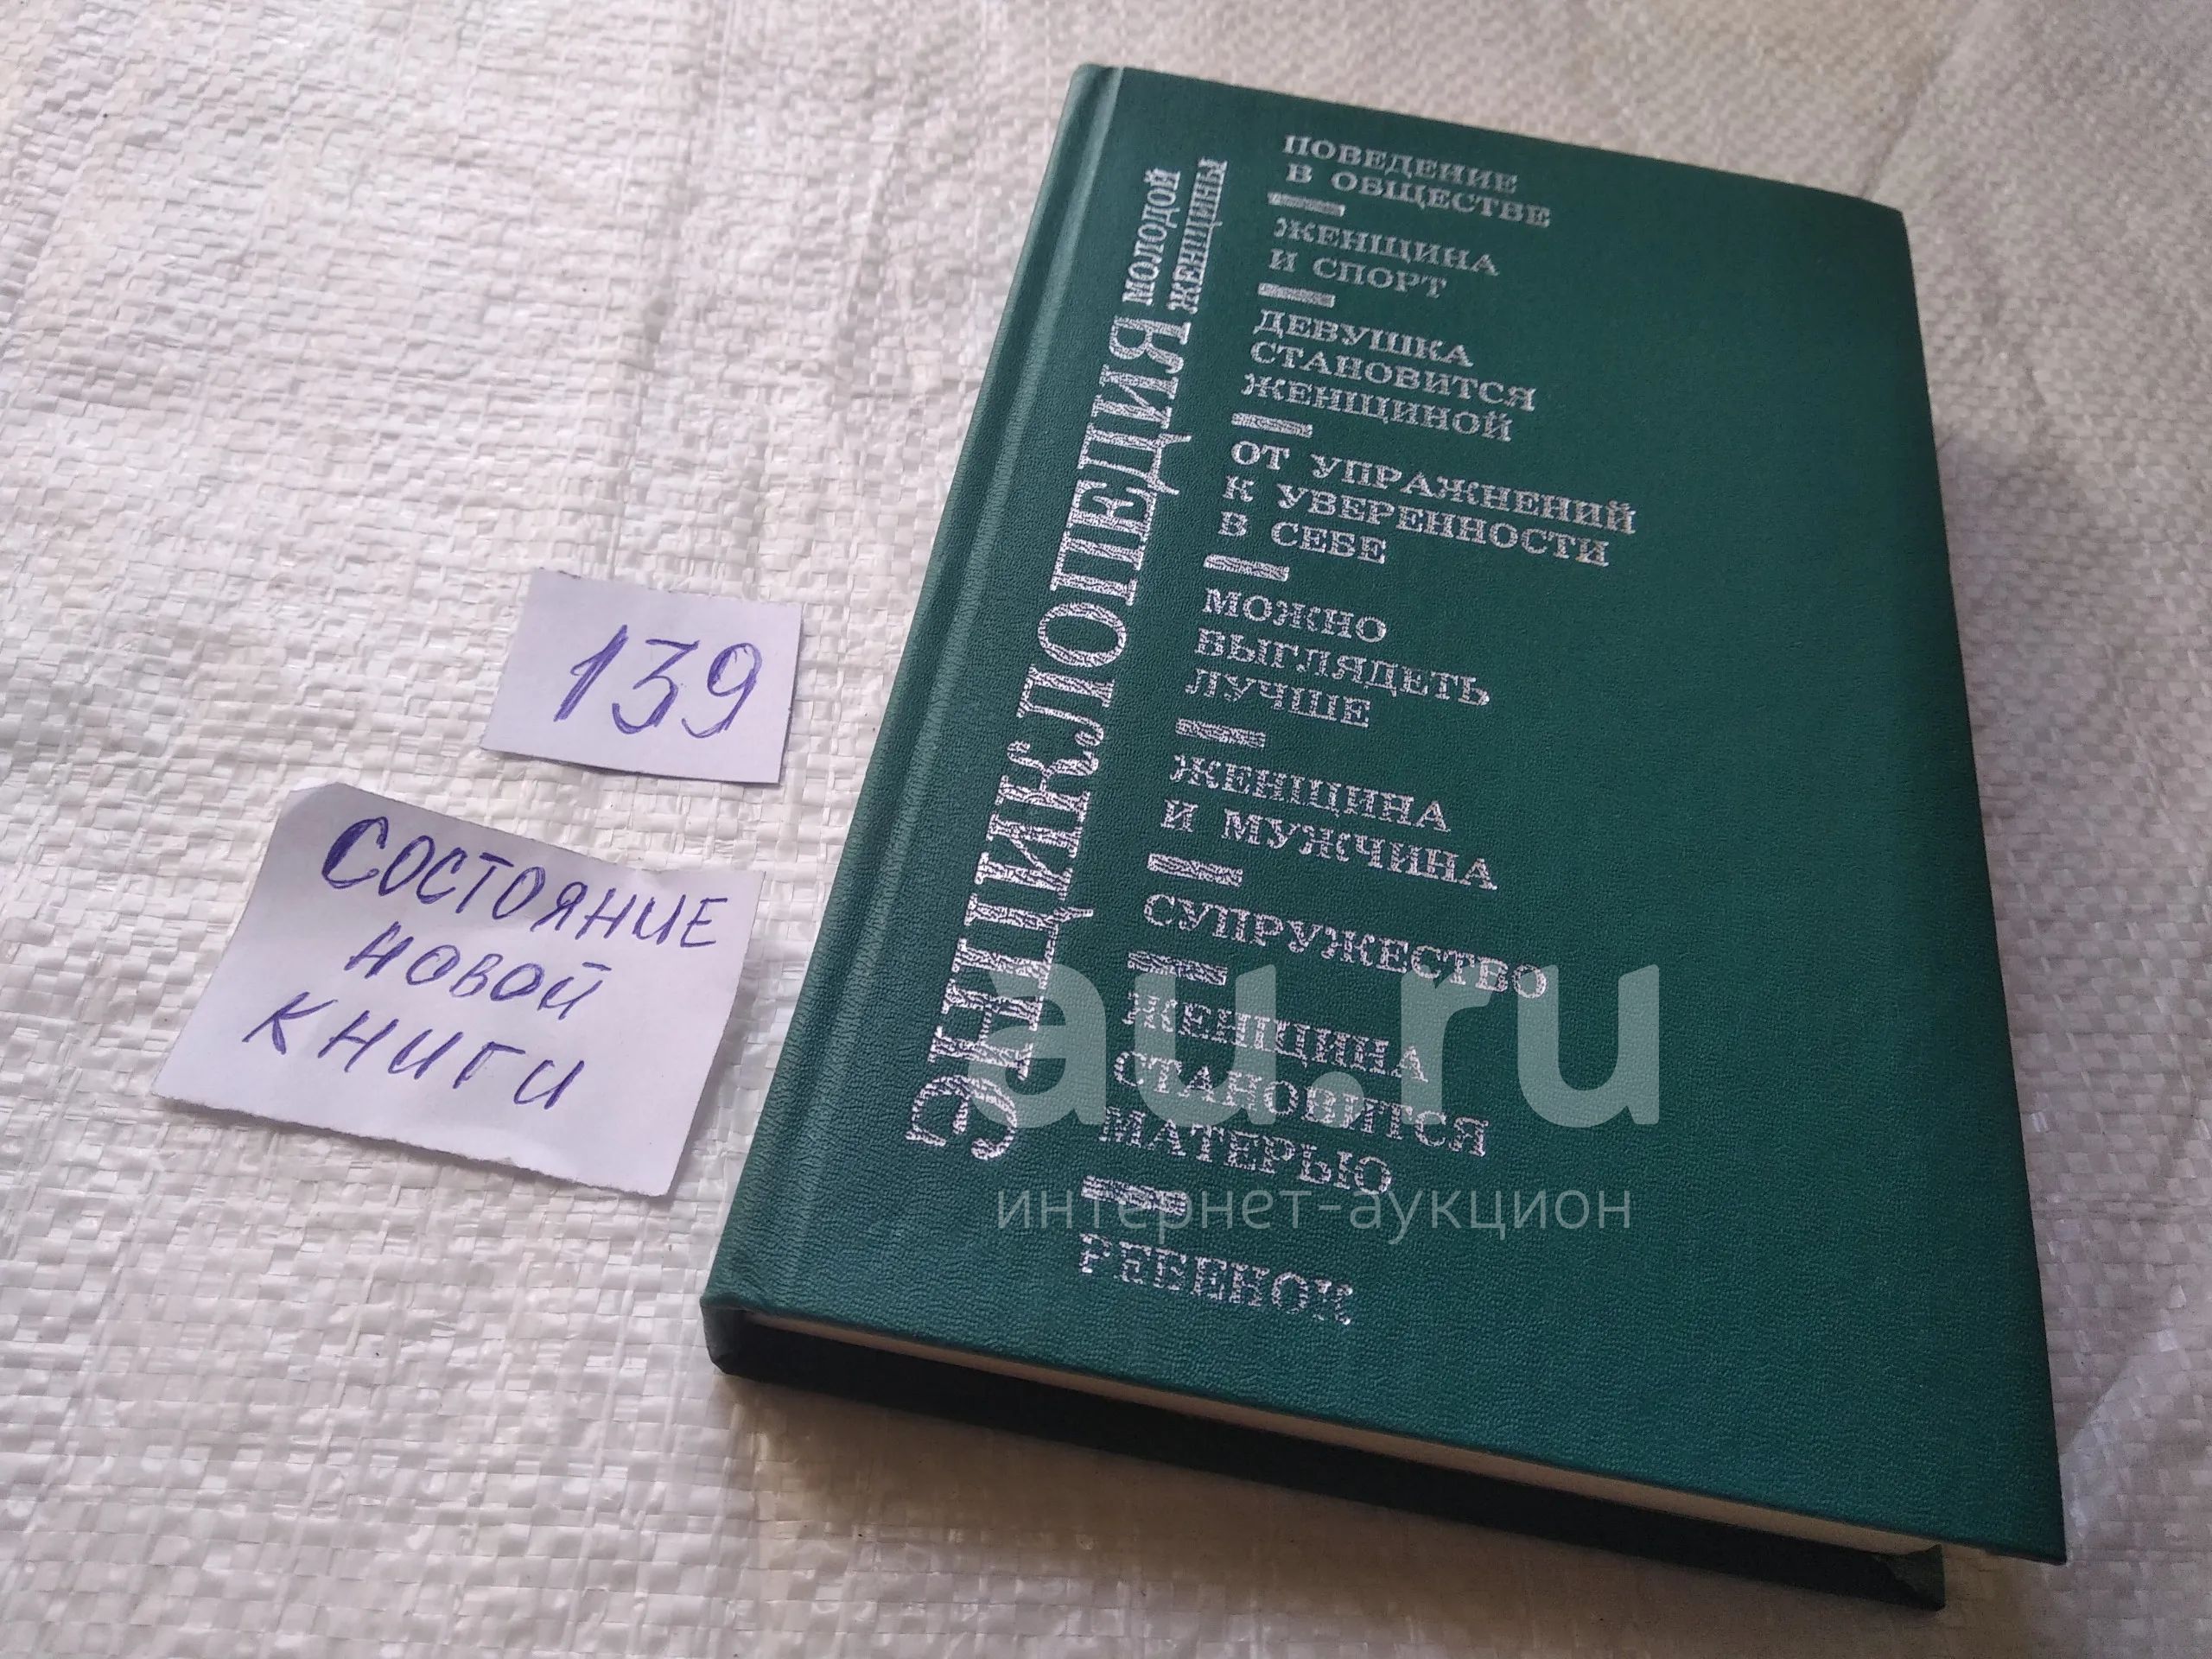 ЭНЦИКЛОПЕДИЯ
МОЛОДОЙ
ЖЕНЩИНЫ
ПОВЕДЕНИЕ
В ОБЩЕСТВЕ
ЖЕНЩИНА
И СПОРТ
ДЕВУШКА
СТАНОВИТСЯ
ЖЕНЩИНОЙ
ОТ УПРАЖНЕНИЙ
К УВЕРЕННОСТИ
В СЕБЕ
МОЖНО
ВЫГЛЯДЕТЬ
ЛУЧШЕ
ЖЕНЩИНА
И МУЖЧИНА
СУПРУЖЕСТВО
ЖЕНЩИНА
СТАНОВИТСЯ
МАТЕРЬЮ
РЕБЕНОК
139
СОСТОЯНИЕ
НОВОЙ
КНИГИ
au.ru
интернет-аукцион